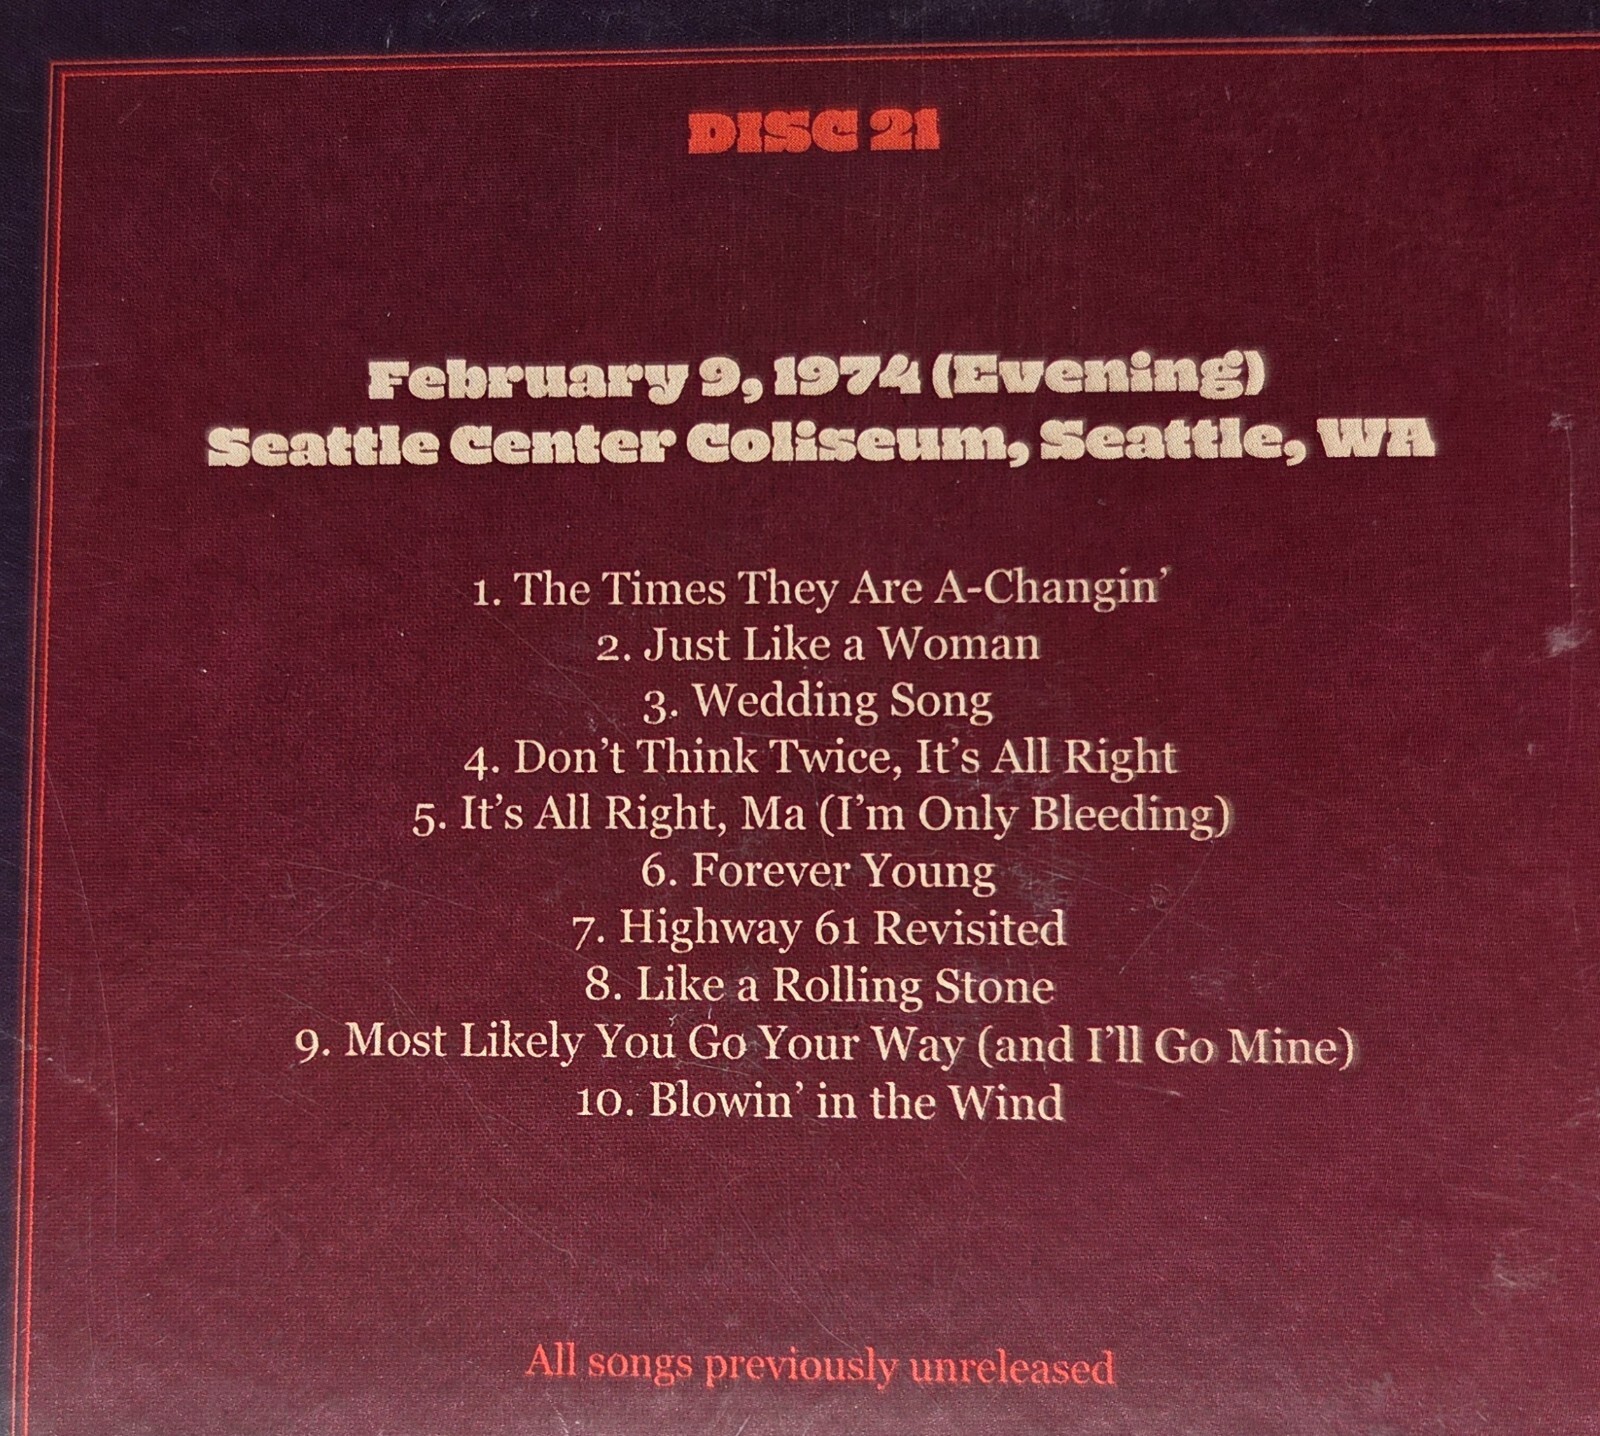 DISC 21
February 9, 1974 (Evening)
Seattle Center Coliseum, Seattle, WA
1. The Times They Are A-Changin’
2. Just Like a Woman
3. Wedding Song
4. Don’t Think Twice, It’s All Right
5. It’s All Right, Ma (I’m Only Bleeding)
6. Forever Young
7. Highway 61 Revisited
8. Like a Rolling Stone
9. Most Likely You Go Your Way (and I’ll Go Mine)
10. Blowin’ in the Wind
All songs previously unreleased